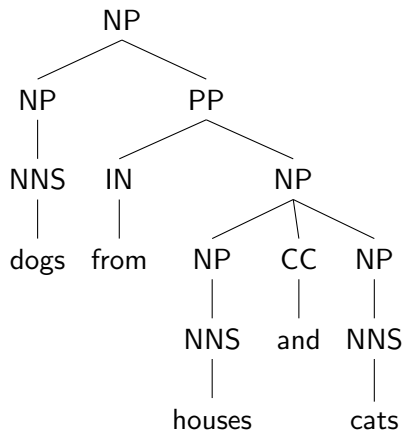 NP
NP PP
NNS IN NP
dogs from NP CC NP
NNS and NNS
houses cats